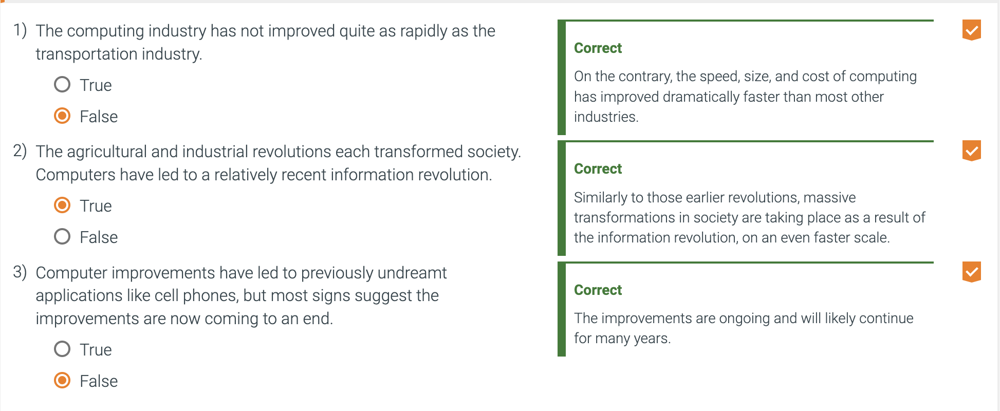 1) The computing industry has not improved quite as rapidly as the
transportation industry.
True
False
Correct
On the contrary, the speed, size, and cost of computing
has improved dramatically faster than most other
industries.
2) The agricultural and industrial revolutions each transformed society.
Computers have led to a relatively recent information revolution.
True
False
Correct
Similarly to those earlier revolutions, massive
transformations in society are taking place as a result of
the information revolution, on an even faster scale.
3) Computer improvements have led to previously undreamt
applications like cell phones, but most signs suggest the
improvements are now coming to an end.
True
False
Correct
The improvements are ongoing and will likely continue
for many years.